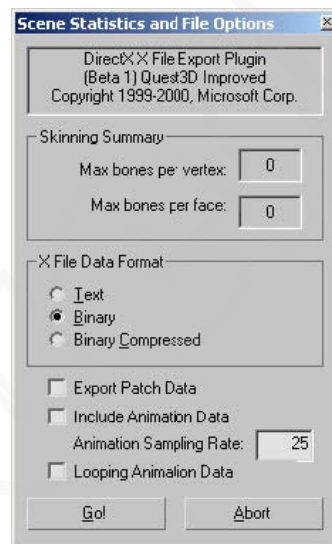 Scene Statistics and File Options
DirectX X File Export Plugin
(Beta 1) Quest3D Improved
Copyright 1999-2000, Microsoft Corp.
Skinning Summary
Max bones per vertex: 0
Max bones per face: 0
X File Data Format
Text
Binary
Binary Compressed
Export Patch Data
Include Animation Data
Animation Sampling Rate: 25
Looping Animation Data
Go! Abort